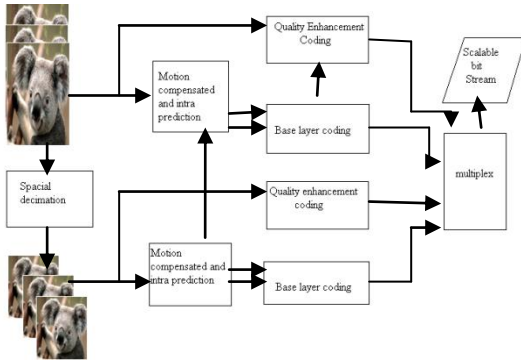 Quality Enhancement
Coding
Scalable
bit
Stream
Motion
compensated
and intra
prediction
Base layer coding
multiplex
Spacial
decimation
Quality enhancement
coding
Motion
compensated and
intra prediction
Base layer coding